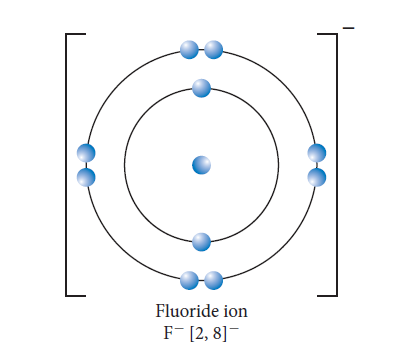 −
Fluoride ion
F⁻ [2, 8]⁻